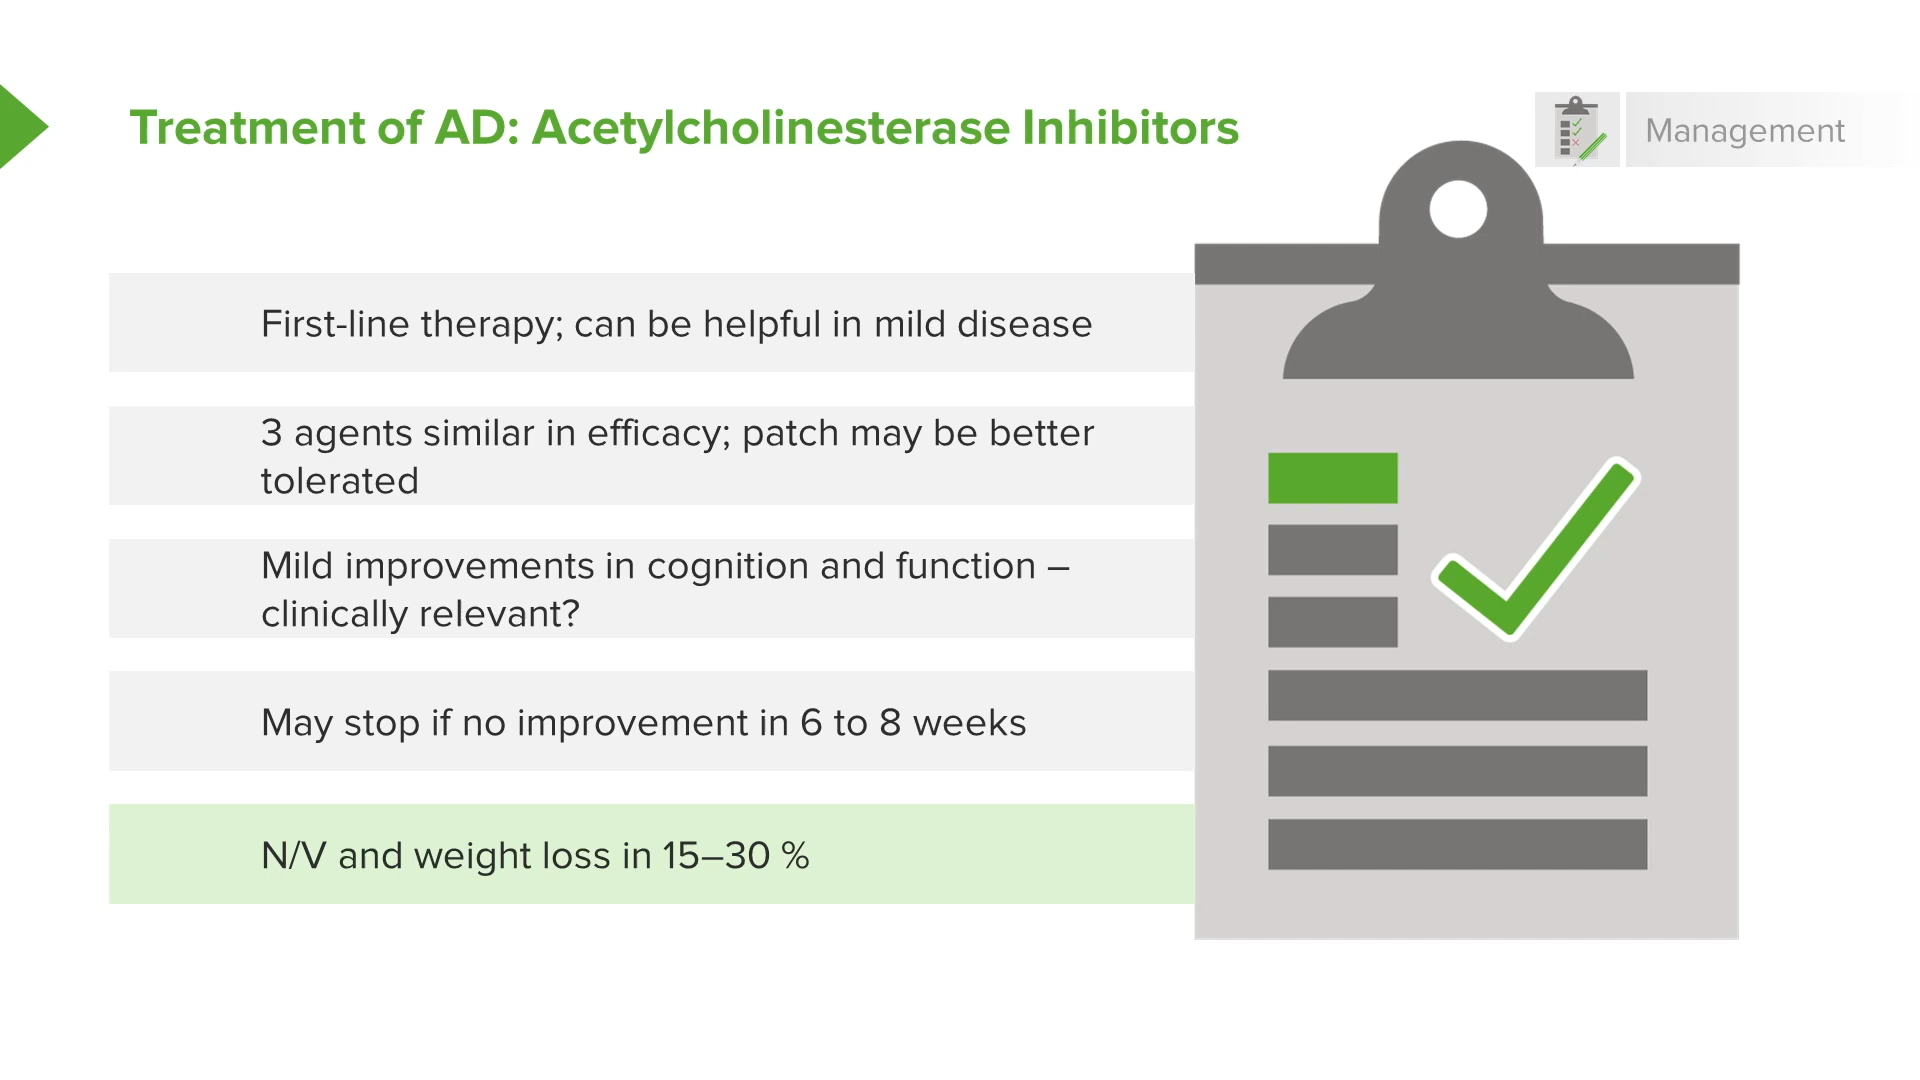 Treatment of AD: Acetylcholinesterase Inhibitors
Management
First-line therapy; can be helpful in mild disease
3 agents similar in efficacy; patch may be better
tolerated
Mild improvements in cognition and function –
clinically relevant?
May stop if no improvement in 6 to 8 weeks
N/V and weight loss in 15–30 %